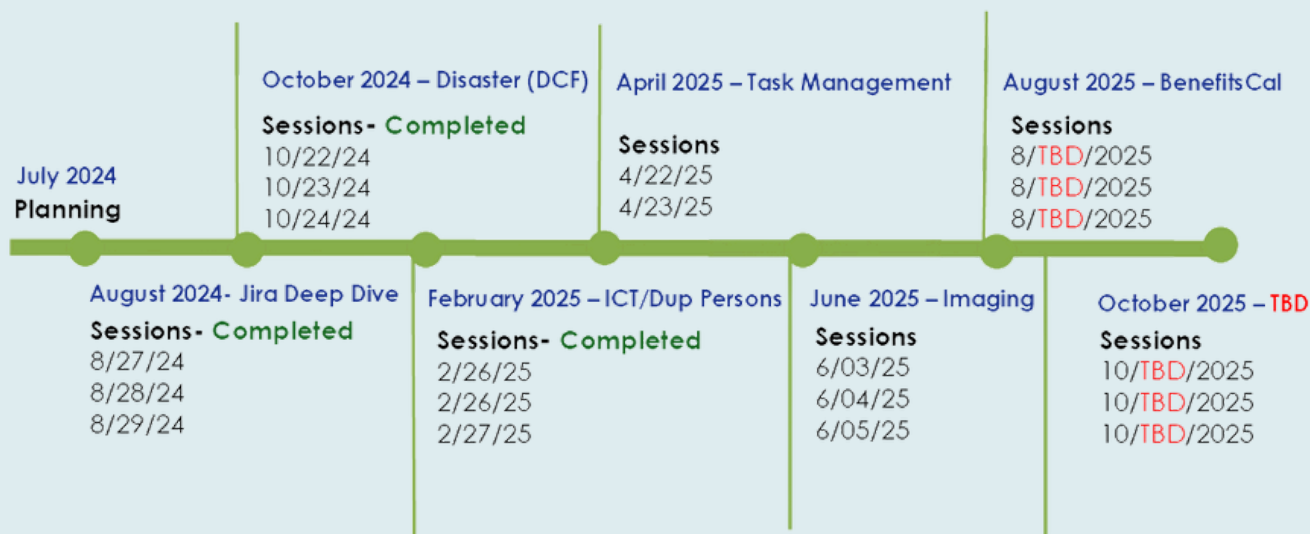 July 2024
Planning
August 2024- Jira Deep Dive
Sessions- Completed
8/27/24
8/28/24
8/29/24
October 2024 – Disaster (DCF)
Sessions- Completed
10/22/24
10/23/24
10/24/24
February 2025 – ICT/Dup Persons
Sessions- Completed
2/26/25
2/26/25
2/27/25
April 2025 – Task Management
Sessions
4/22/25
4/23/25
June 2025 – Imaging
Sessions
6/03/25
6/04/25
6/05/25
August 2025 – BenefitsCal
Sessions
8/TBD/2025
8/TBD/2025
8/TBD/2025
October 2025 – TBD
Sessions
10/TBD/2025
10/TBD/2025
10/TBD/2025